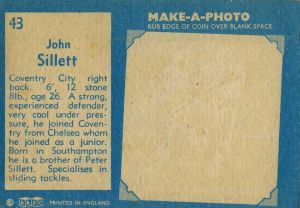 43
John
Sillett
Coventry City right
back. 6', 12 stone
8lb., age 26. A strong,
experienced defender,
very cool under pres-
sure, he joined Coven-
try from Chelsea whom
he joined as a junior.
Born in Southampton
he is a brother of Peter
Sillett. Specialises in
sliding tackles.
PRINTED IN ENGLAND
MAKE-A-PHOTO
RUB EDGE OF COIN OVER BLANK SPACE